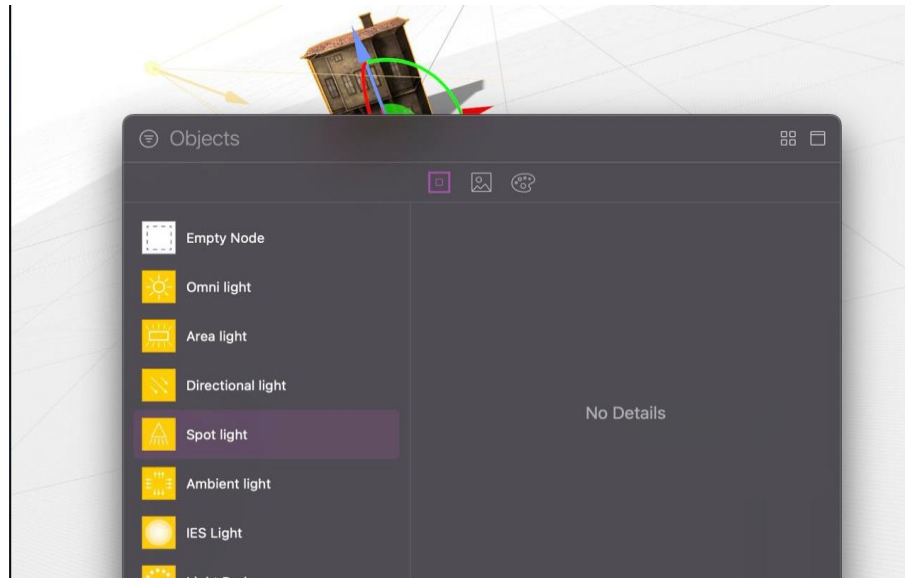 Objects
Empty Node
Omni light
Area light
Directional light
Spot light
No Details
Ambient light
IES Light